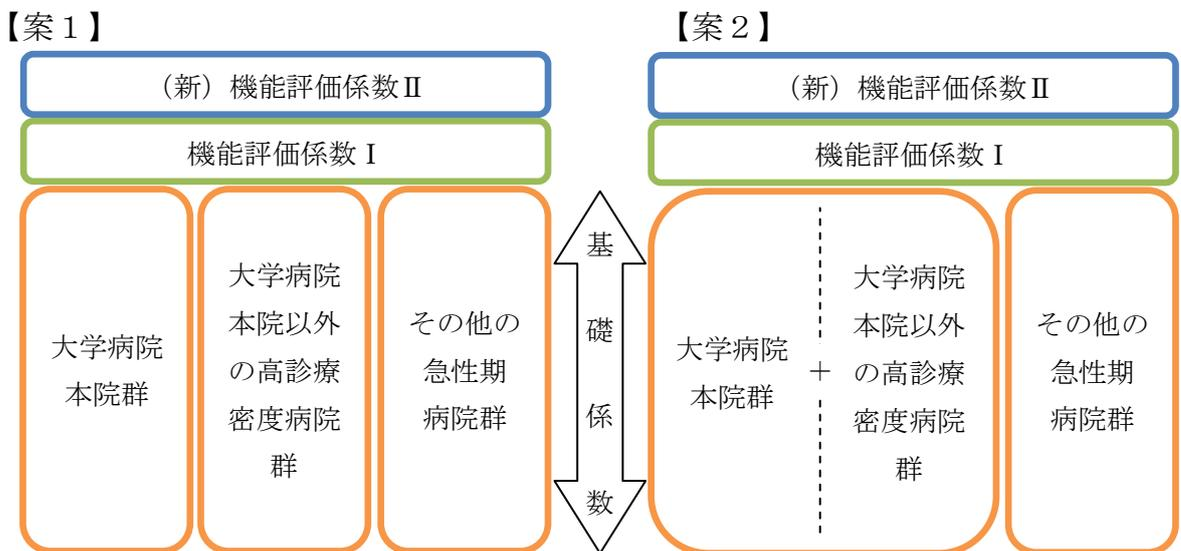 【案1】
(新)機能評価係数Ⅱ
機能評価係数Ⅰ
大学病院
本院群
大学病院
本院以外
の高診療
密度病院
群
その他の
急性期
病院群
基
礎
係
数
【案2】
(新)機能評価係数Ⅱ
機能評価係数Ⅰ
大学病院
本院群
+
大学病院
本院以外
の高診療
密度病院
群
その他の
急性期
病院群